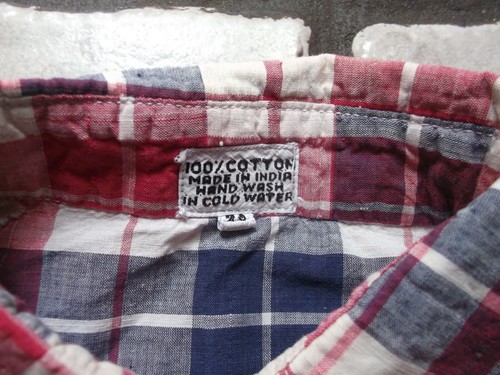 100% COTTON
MADE IN INDIA
HAND WASH
IN COLD WATER